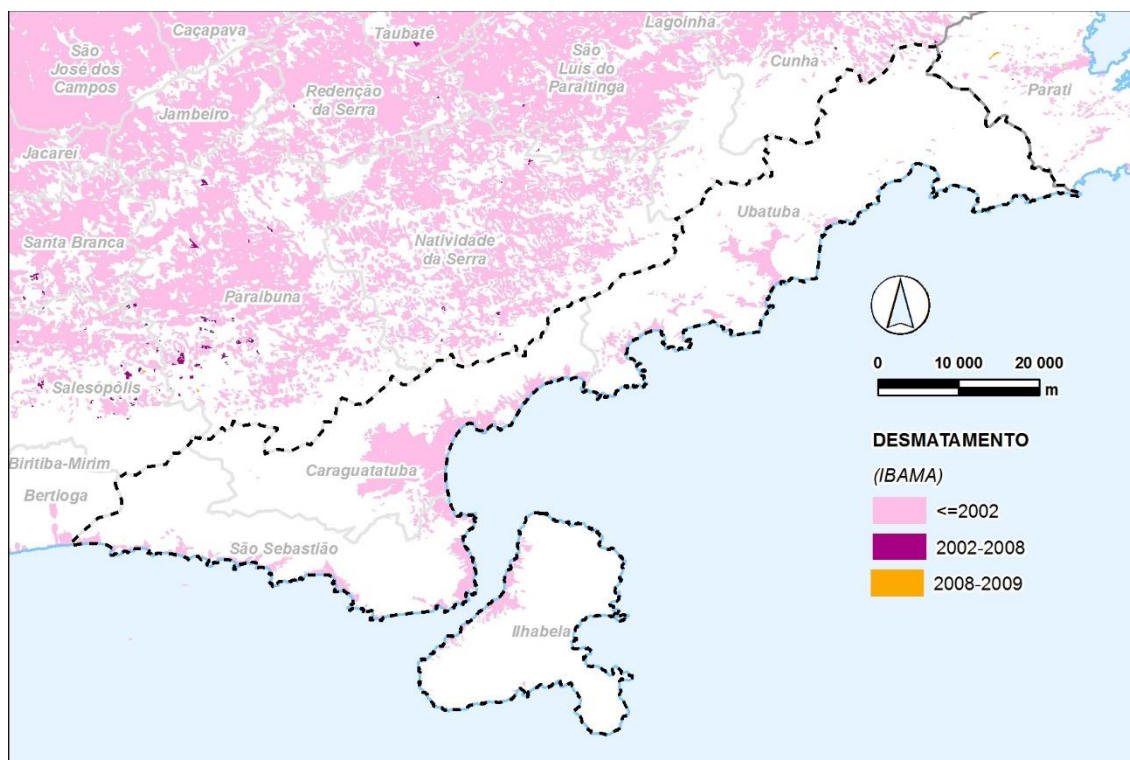 Lagoinha
Caçapava
Taubaté
São
José dos
Campos
São
Luis do
Paraitinga
Cunha
Redenção
da Serra
Parati
Jambeiro
Jacareí
Ubatuba
Santa Branca
Natividade
da Serra
Paraibuna
0 10 000 20 000
m
Salesópólis
DESMATAMENTO
(IBAMA)
Biritiba-Mirim
Caraguatatuba
Bertioga
<=2002
São Sebastião
2002-2008
2008-2009
Ilhabela